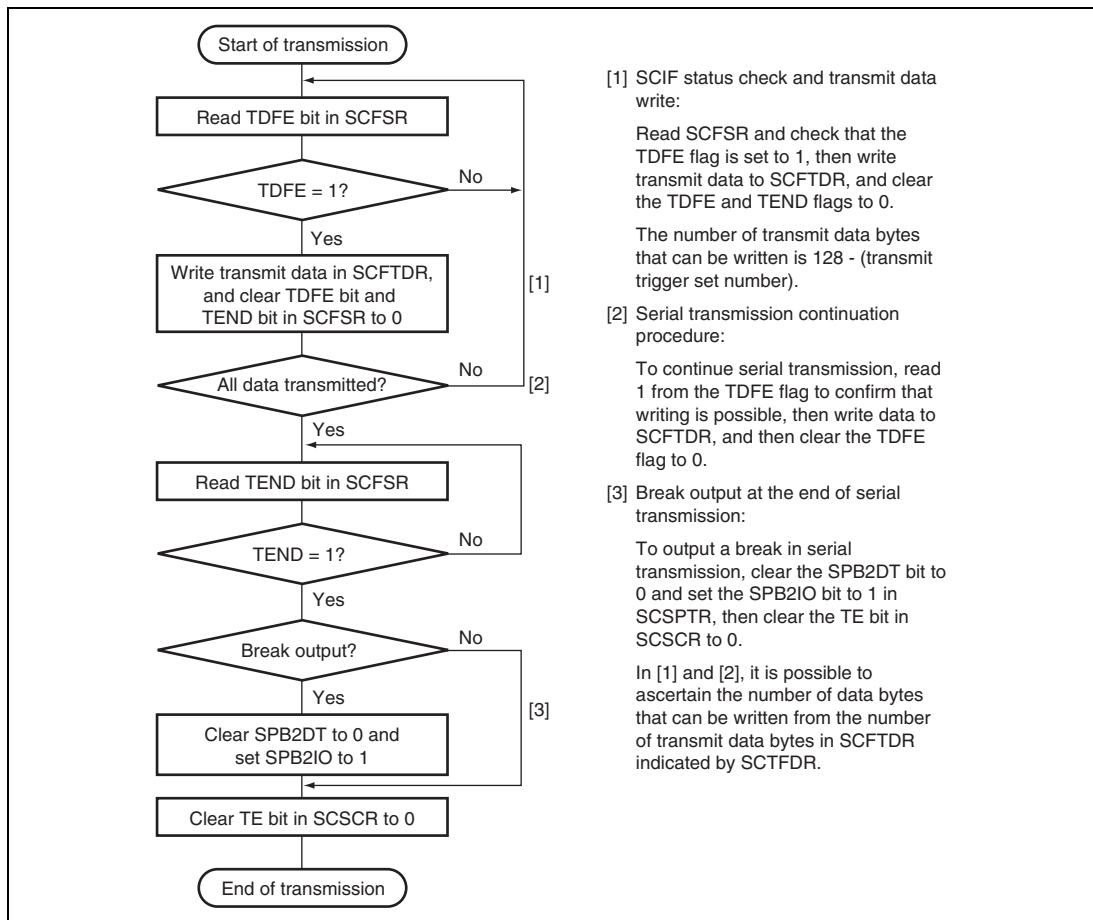 Start of transmission
Read TDFE bit in SCFSR
TDFE = 1?
No
Yes
Write transmit data in SCFTDR,
and clear TDFE bit and
TEND bit in SCFSR to 0
[1]
All data transmitted?
No
[2]
Yes
Read TEND bit in SCFSR
TEND = 1?
No
Yes
Break output?
No
Yes
[3]
Clear SPB2DT to 0 and
set SPB2IO to 1
Clear TE bit in SCSCR to 0
End of transmission
[1] SCIF status check and transmit data
write:
Read SCFSR and check that the
TDFE flag is set to 1, then write
transmit data to SCFTDR, and clear
the TDFE and TEND flags to 0.
The number of transmit data bytes
that can be written is 128 - (transmit
trigger set number).
[2] Serial transmission continuation
procedure:
To continue serial transmission, read
1 from the TDFE flag to confirm that
writing is possible, then write data to
SCFTDR, and then clear the TDFE
flag to 0.
[3] Break output at the end of serial
transmission:
To output a break in serial
transmission, clear the SPB2DT bit to
0 and set the SPB2IO bit to 1 in
SCSPTR, then clear the TE bit in
SCSCR to 0.
In [1] and [2], it is possible to
ascertain the number of data bytes
that can be written from the number
of transmit data bytes in SCFTDR
indicated by SCTFDR.